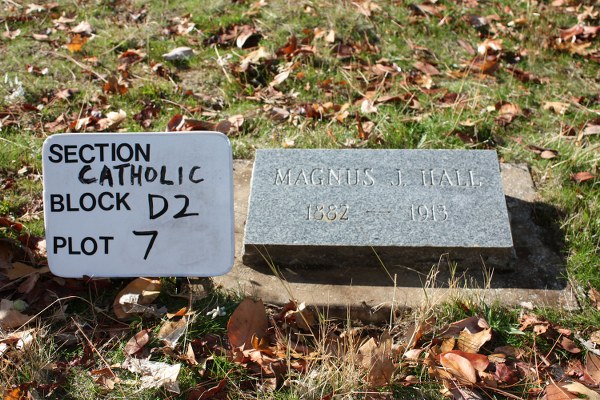 SECTION
CATHOLIC
BLOCK D2
PLOT 7
MAGNUS J. HALL
1882 — 1913